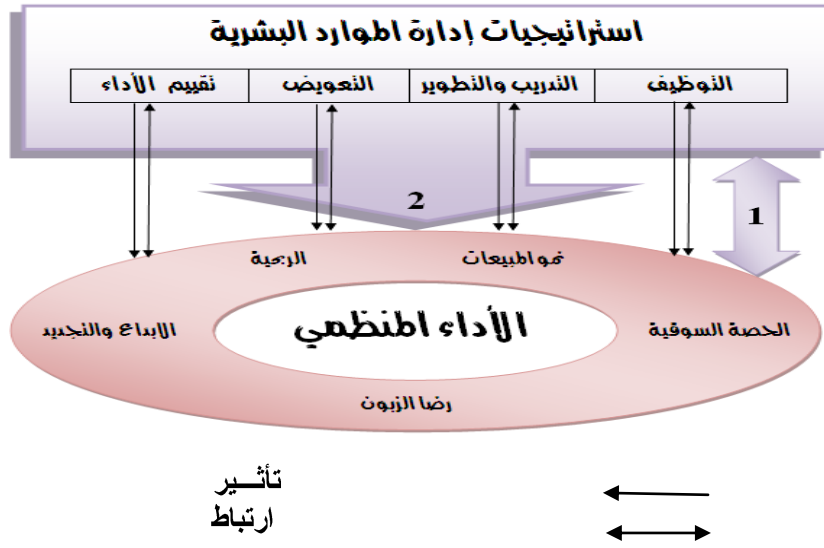 استراتيجيات إدارة الموارد البشرية
التوظيف التدريب والتطوير التعويض تقييم الأداء
1
2
نمو المبيعات الربحية
الحصة السوقية الأداء المنظمي الابداع والتجديد
رضا الزبون
تأثـــير
ارتباط